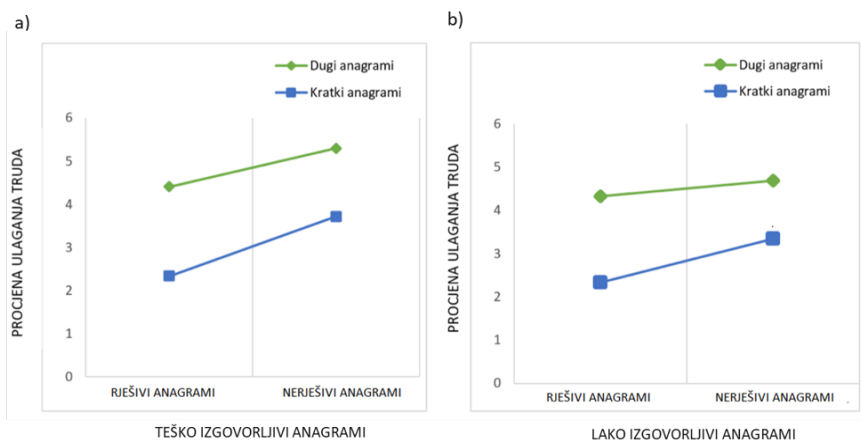 a)
Dugi anagrami
Kratki anagrami
PROCJENA ULAGANJA TRUDA
6
5
4
3
2
1
0
RJEŠIVI ANAGRAMI
NERJEŠIVI ANAGRAMI
TEŠKO IZGOVORLJIVI ANAGRAMI
b)
Dugi anagrami
Kratki anagrami
PROCJENA ULAGANJA TRUDA
6
5
4
3
2
1
0
RJEŠIVI ANAGRAMI
NERJEŠIVI ANAGRAMI
LAKO IZGOVORLJIVI ANAGRAMI